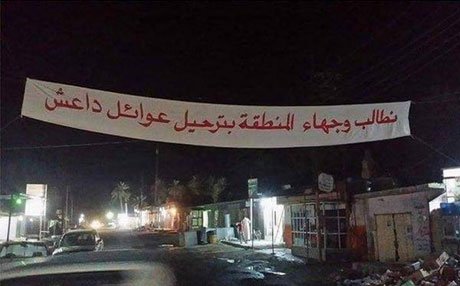 نطالب وجهاء المنطقة بترحيل عوائل داعش